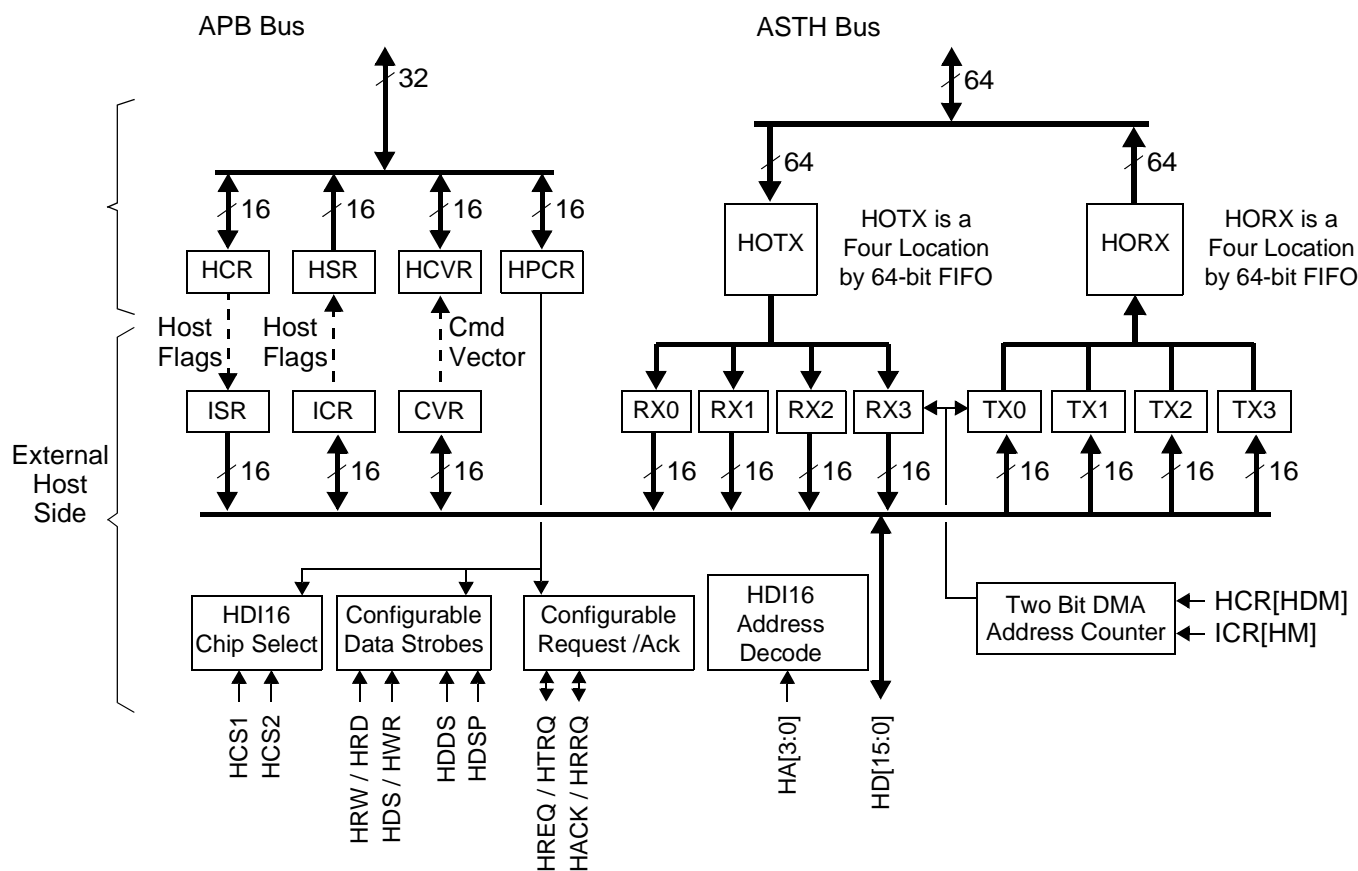 APB Bus
ASTH Bus
32
64
64
64
16
16
16
16
HOTX
HOTX is a
Four Location
by 64-bit FIFO
HORX
HORX is a
Four Location
by 64-bit FIFO
HCR
HSR
HCVR
HPCR
Host
Flags
Host
Flags
Cmd
Vector
ISR
ICR
CVR
RX0
RX1
RX2
RX3
TX0
TX1
TX2
TX3
External
Host
Side
16
16
16
16
16
16
16
16
16
16
16
HDI16
Chip Select
Configurable
Data Strobes
Configurable
Request /Ack
HDI16
Address
Decode
Two Bit DMA
Address Counter
HCR[HDM]
ICR[HM]
HCS1
HCS2
HRW / HRD
HDS / HWR
HDDS
HDSP
HREQ / HTRQ
HACK / HRRQ
HA[3:0]
HD[15:0]